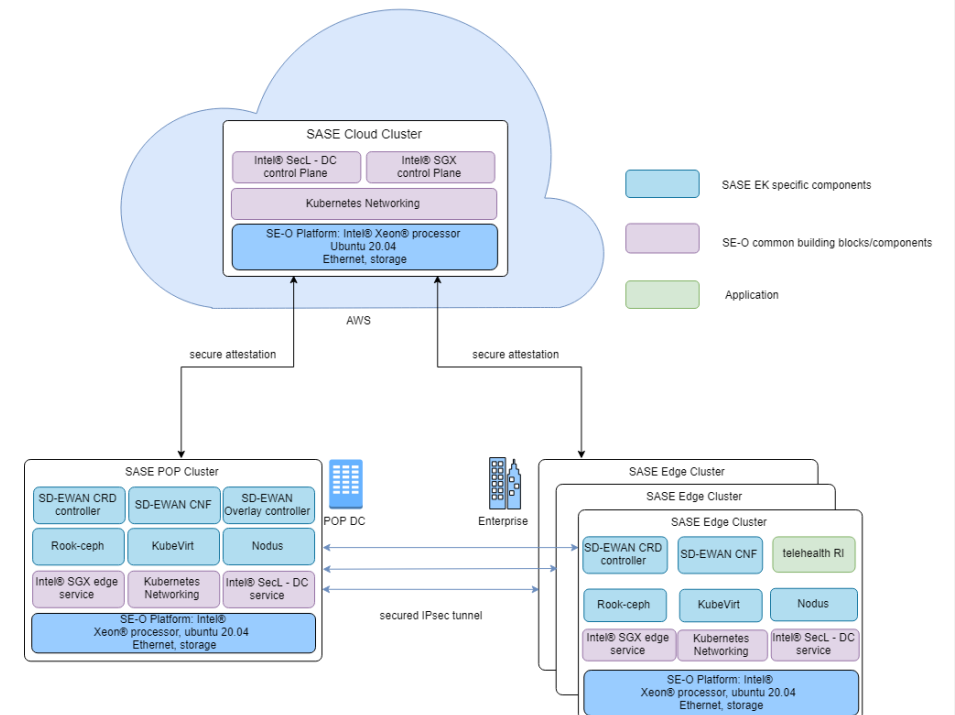 SASE Cloud Cluster
Intel® SecL - DC
control Plane
Intel® SGX
control Plane
Kubernetes Networking
SE-O Platform: Intel® Xeon® processor
Ubuntu 20.04
Ethernet, storage
AWS
SASE EK specific components
SE-O common building blocks/components
Application
secure attestation
secure attestation
SASE POP Cluster
SD-EWAN CRD
controller
SD-EWAN CNF
SD-EWAN
Overlay controller
Rook-ceph
KubeVirt
Nodus
Intel® SGX edge
service
Kubernetes
Networking
Intel® SecL - DC
service
SE-O Platform: Intel®
Xeon® processor, ubuntu 20.04
Ethernet, storage
POP DC
Enterprise
secured IPsec tunnel
SASE Edge Cluster
SASE Edge Cluster
SASE Edge Cluster
SD-EWAN CRD
controller
SD-EWAN CNF
telehealth RI
Rook-ceph
KubeVirt
Nodus
Intel® SGX edge
service
Kubernetes
Networking
Intel® SecL - DC
service
SE-O Platform: Intel®
Xeon® processor, ubuntu 20.04
Ethernet, storage